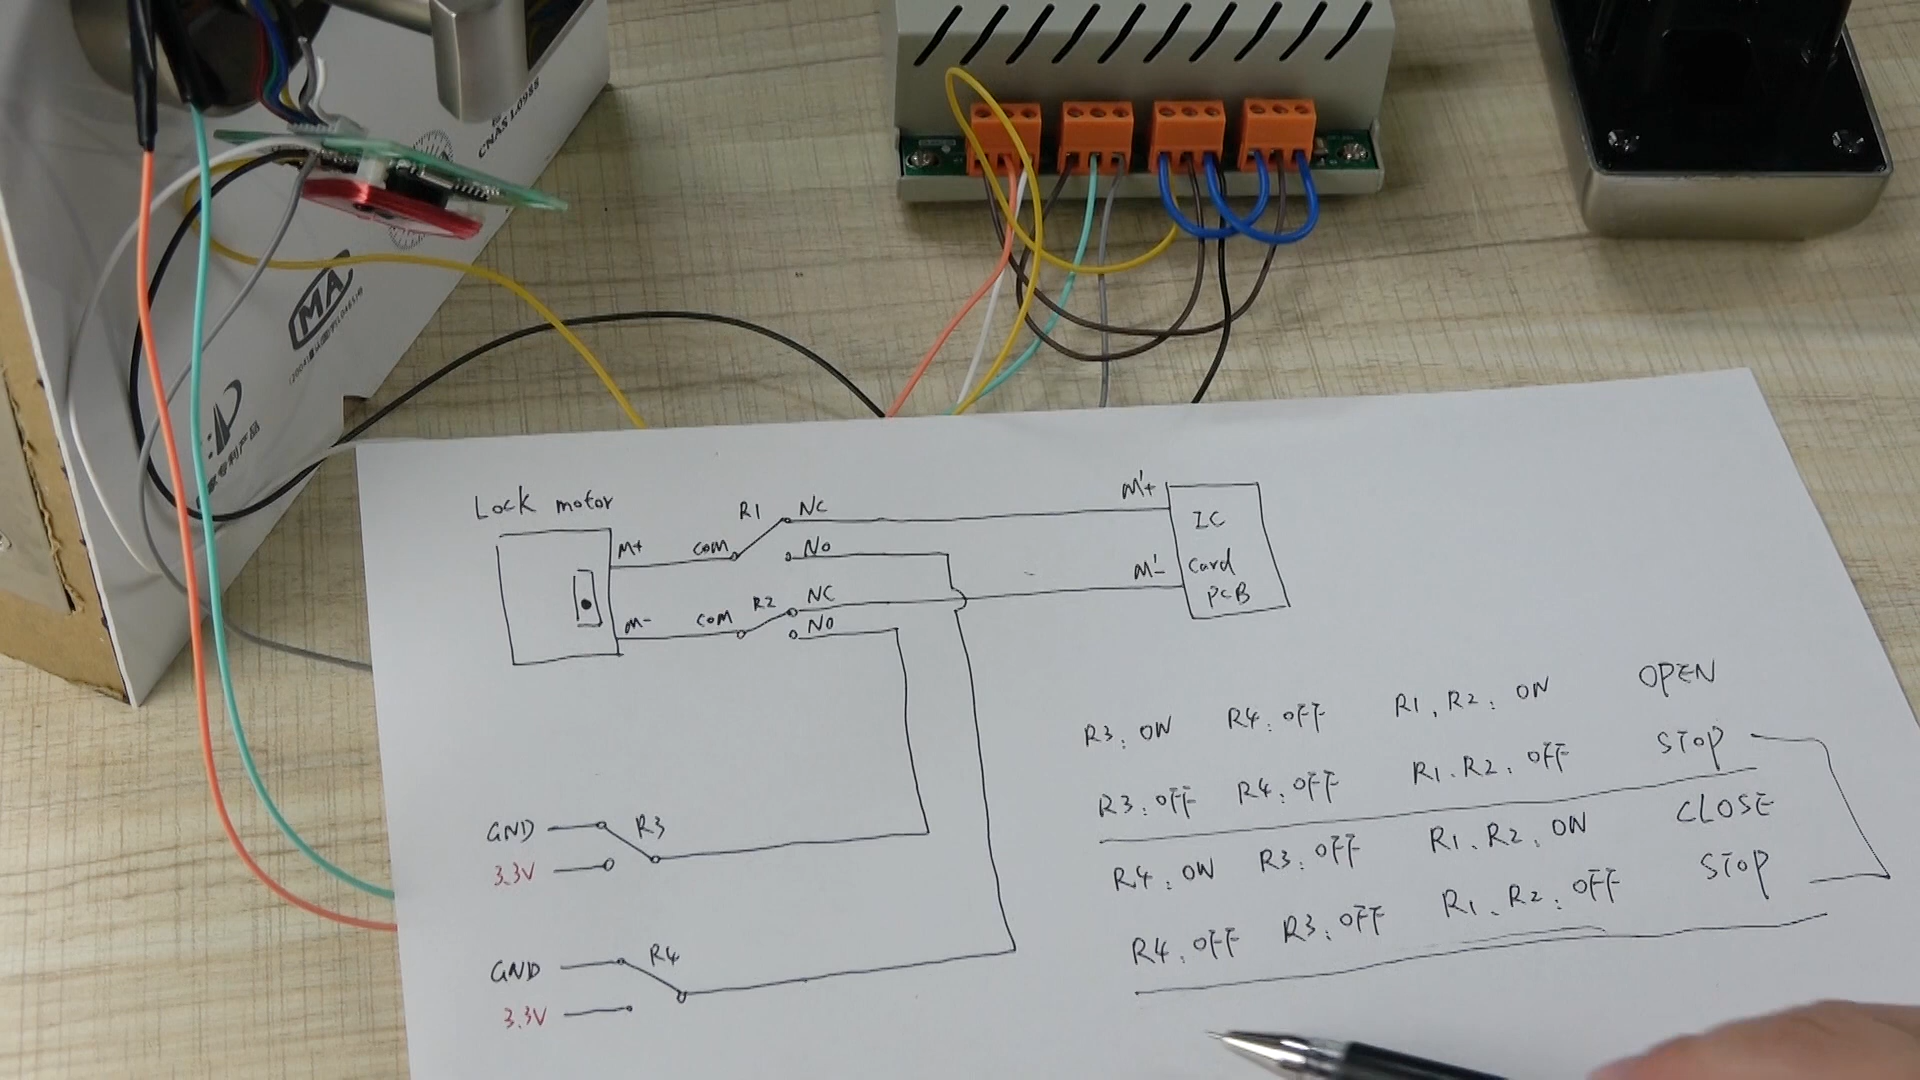 CNAS L0988
MA
Lock motor
R1 NC
M'+
IC
M+ COM NO
Card
M'-
PCB
R2 NC
M- COM NO
OPEN
R3: ON R4: OFF R1, R2: ON
STOP
R3: OFF R4: OFF R1, R2: OFF
CLOSE
R4: ON R3: OFF R1, R2, ON
STOP
R4: OFF R3: OFF R1, R2: OFF
GND R3
3.3V
GND R4
3.3V